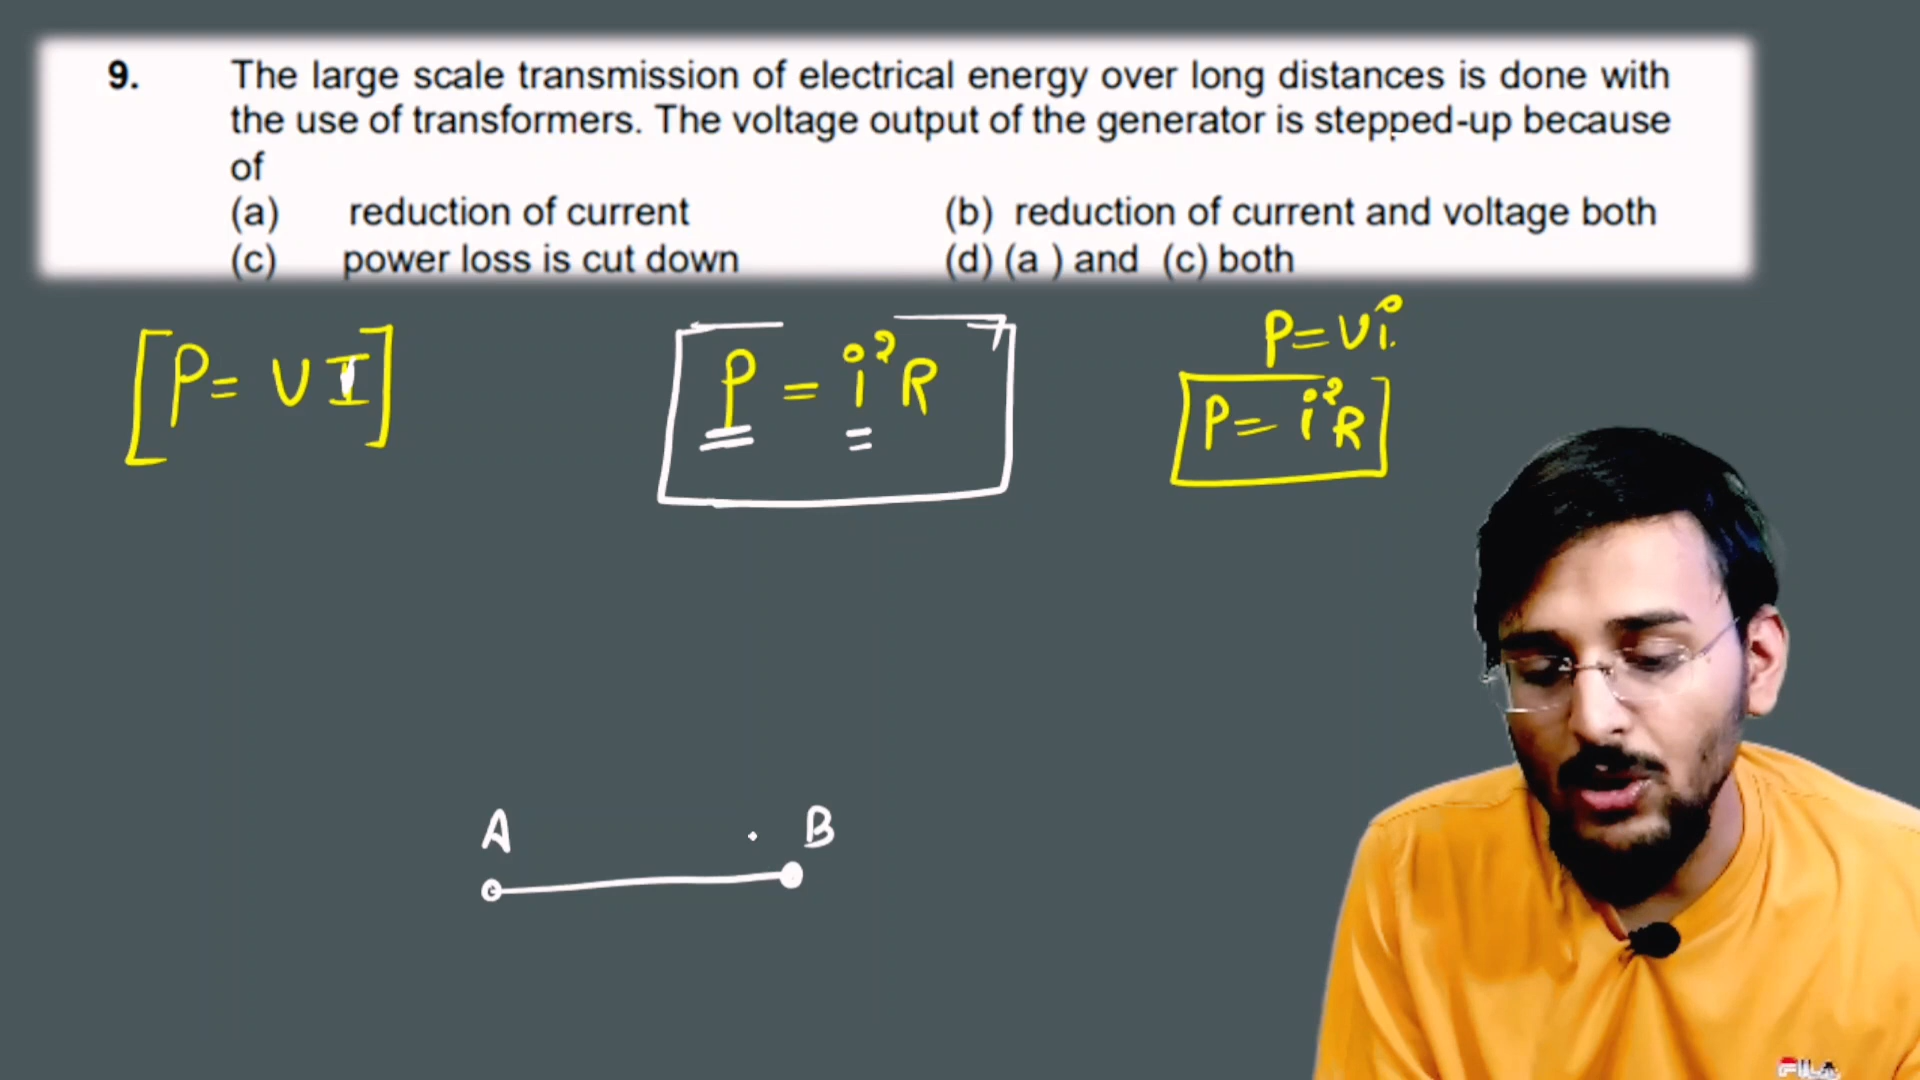 9. The large scale transmission of electrical energy over long distances is done with
the use of transformers. The voltage output of the generator is stepped-up because
of
(a) reduction of current (b) reduction of current and voltage both
(c) power loss is cut down (d) (a ) and (c) both
[P= VI]
P = i²R
P=Vi
P= i²R
A B
FILA